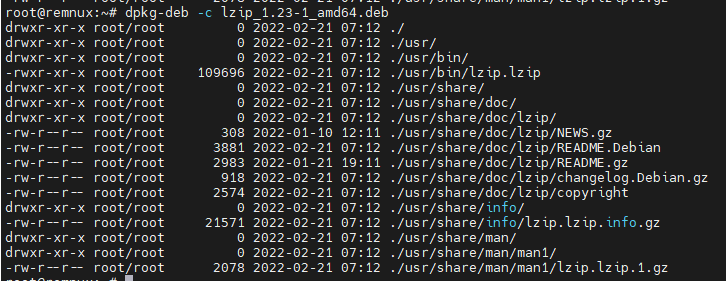 -rw-r--r-- root/root 2078 2022-02-21 07:12 ./usr/share/man/man1/lzip.lzip.1.gz
root@remnux:~# dpkg-deb -c lzip_1.23-1_amd64.deb
drwxr-xr-x root/root 0 2022-02-21 07:12 ./
drwxr-xr-x root/root 0 2022-02-21 07:12 ./usr/
drwxr-xr-x root/root 0 2022-02-21 07:12 ./usr/bin/
-rwxr-xr-x root/root 109696 2022-02-21 07:12 ./usr/bin/lzip.lzip
drwxr-xr-x root/root 0 2022-02-21 07:12 ./usr/share/
drwxr-xr-x root/root 0 2022-02-21 07:12 ./usr/share/doc/
drwxr-xr-x root/root 0 2022-02-21 07:12 ./usr/share/doc/lzip/
-rw-r--r-- root/root 308 2022-01-10 12:11 ./usr/share/doc/lzip/NEWS.gz
-rw-r--r-- root/root 3881 2022-02-21 07:12 ./usr/share/doc/lzip/README.Debian
-rw-r--r-- root/root 2983 2022-01-21 19:11 ./usr/share/doc/lzip/README.gz
-rw-r--r-- root/root 918 2022-02-21 07:12 ./usr/share/doc/lzip/changelog.Debian.gz
-rw-r--r-- root/root 2574 2022-02-21 07:12 ./usr/share/doc/lzip/copyright
drwxr-xr-x root/root 0 2022-02-21 07:12 ./usr/share/info/
-rw-r--r-- root/root 21571 2022-02-21 07:12 ./usr/share/info/lzip.lzip.info.gz
drwxr-xr-x root/root 0 2022-02-21 07:12 ./usr/share/man/
drwxr-xr-x root/root 0 2022-02-21 07:12 ./usr/share/man/man1/
-rw-r--r-- root/root 2078 2022-02-21 07:12 ./usr/share/man/man1/lzip.lzip.1.gz
root@remnux:~#